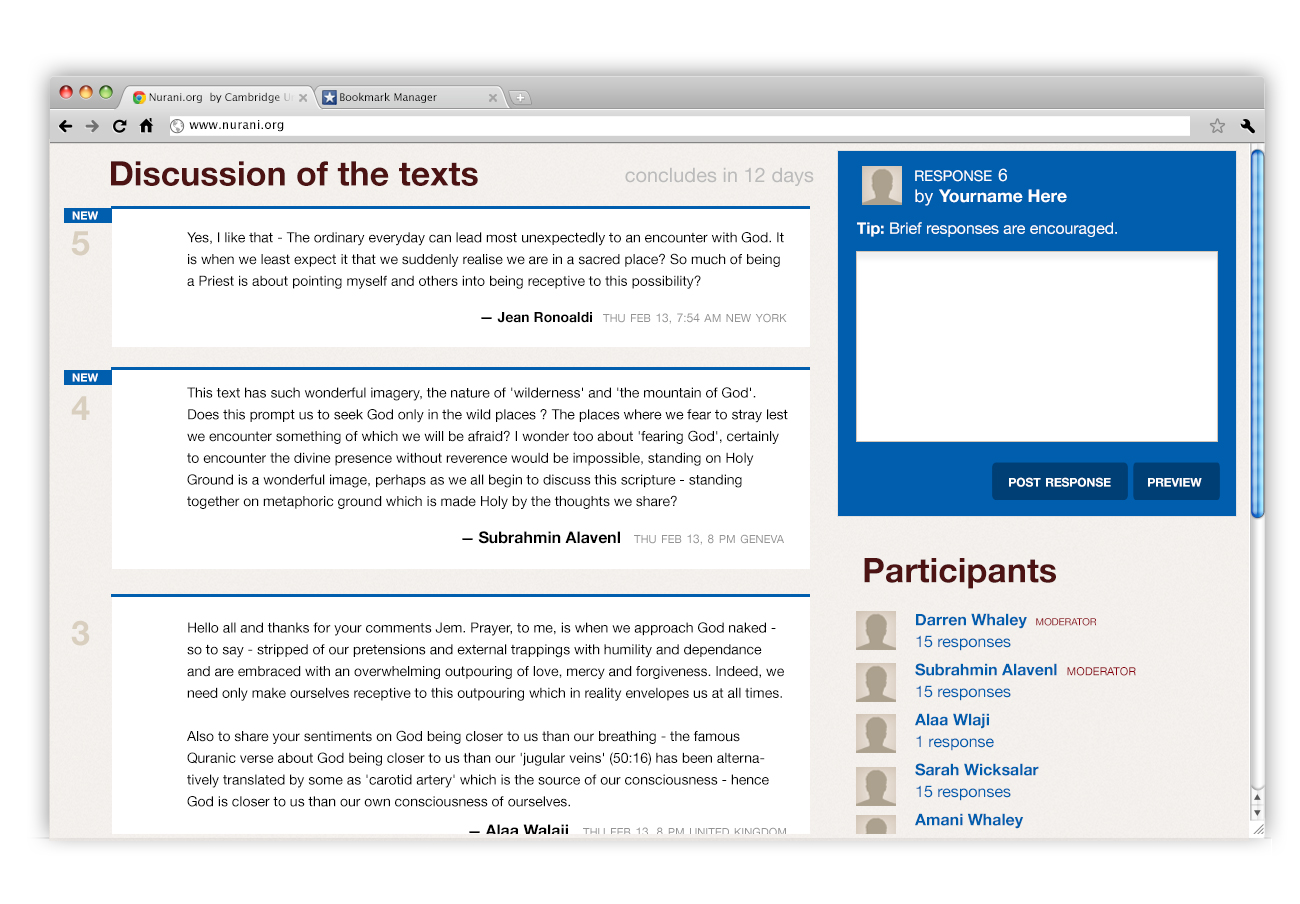 Nurani.org by Cambridge U
Bookmark Manager
www.nurani.org
Discussion of the texts
concludes in 12 days
NEW
5
Yes, I like that - The ordinary everyday can lead most unexpectedly to an encounter with God. It
is when we least expect it that we suddenly realise we are in a sacred place? So much of being
a Priest is about pointing myself and others into being receptive to this possibility?
— Jean Ronoaldi THU FEB 13, 7:54 AM NEW YORK
NEW
4
This text has such wonderful imagery, the nature of 'wilderness' and 'the mountain of God'.
Does this prompt us to seek God only in the wild places ? The places where we fear to stray lest
we encounter something of which we will be afraid? I wonder too about 'fearing God', certainly
to encounter the divine presence without reverence would be impossible, standing on Holy
Ground is a wonderful image, perhaps as we all begin to discuss this scripture - standing
together on metaphoric ground which is made Holy by the thoughts we share?
— Subrahmin Alavenl THU FEB 13, 8 PM GENEVA
3
Hello all and thanks for your comments Jem. Prayer, to me, is when we approach God naked -
so to say - stripped of our pretensions and external trappings with humility and dependance
and are embraced with an overwhelming outpouring of love, mercy and forgiveness. Indeed, we
need only make ourselves receptive to this outpouring which in reality envelopes us at all times.
Also to share your sentiments on God being closer to us than our breathing - the famous
Quranic verse about God being closer to us than our 'jugular veins' (50:16) has been alterna-
tively translated by some as 'carotid artery' which is the source of our consciousness - hence
God is closer to us than our own consciousness of ourselves.
— Alaa Walaji THU FEB 13, 8 PM UNITED KINGDOM
RESPONSE 6
by Yourname Here
Tip: Brief responses are encouraged.
POST RESPONSE
PREVIEW
Participants
Darren Whaley MODERATOR
15 responses
Subrahmin Alavenl MODERATOR
15 responses
Alaa Wlaji
1 response
Sarah Wicksalar
15 responses
Amani Whaley